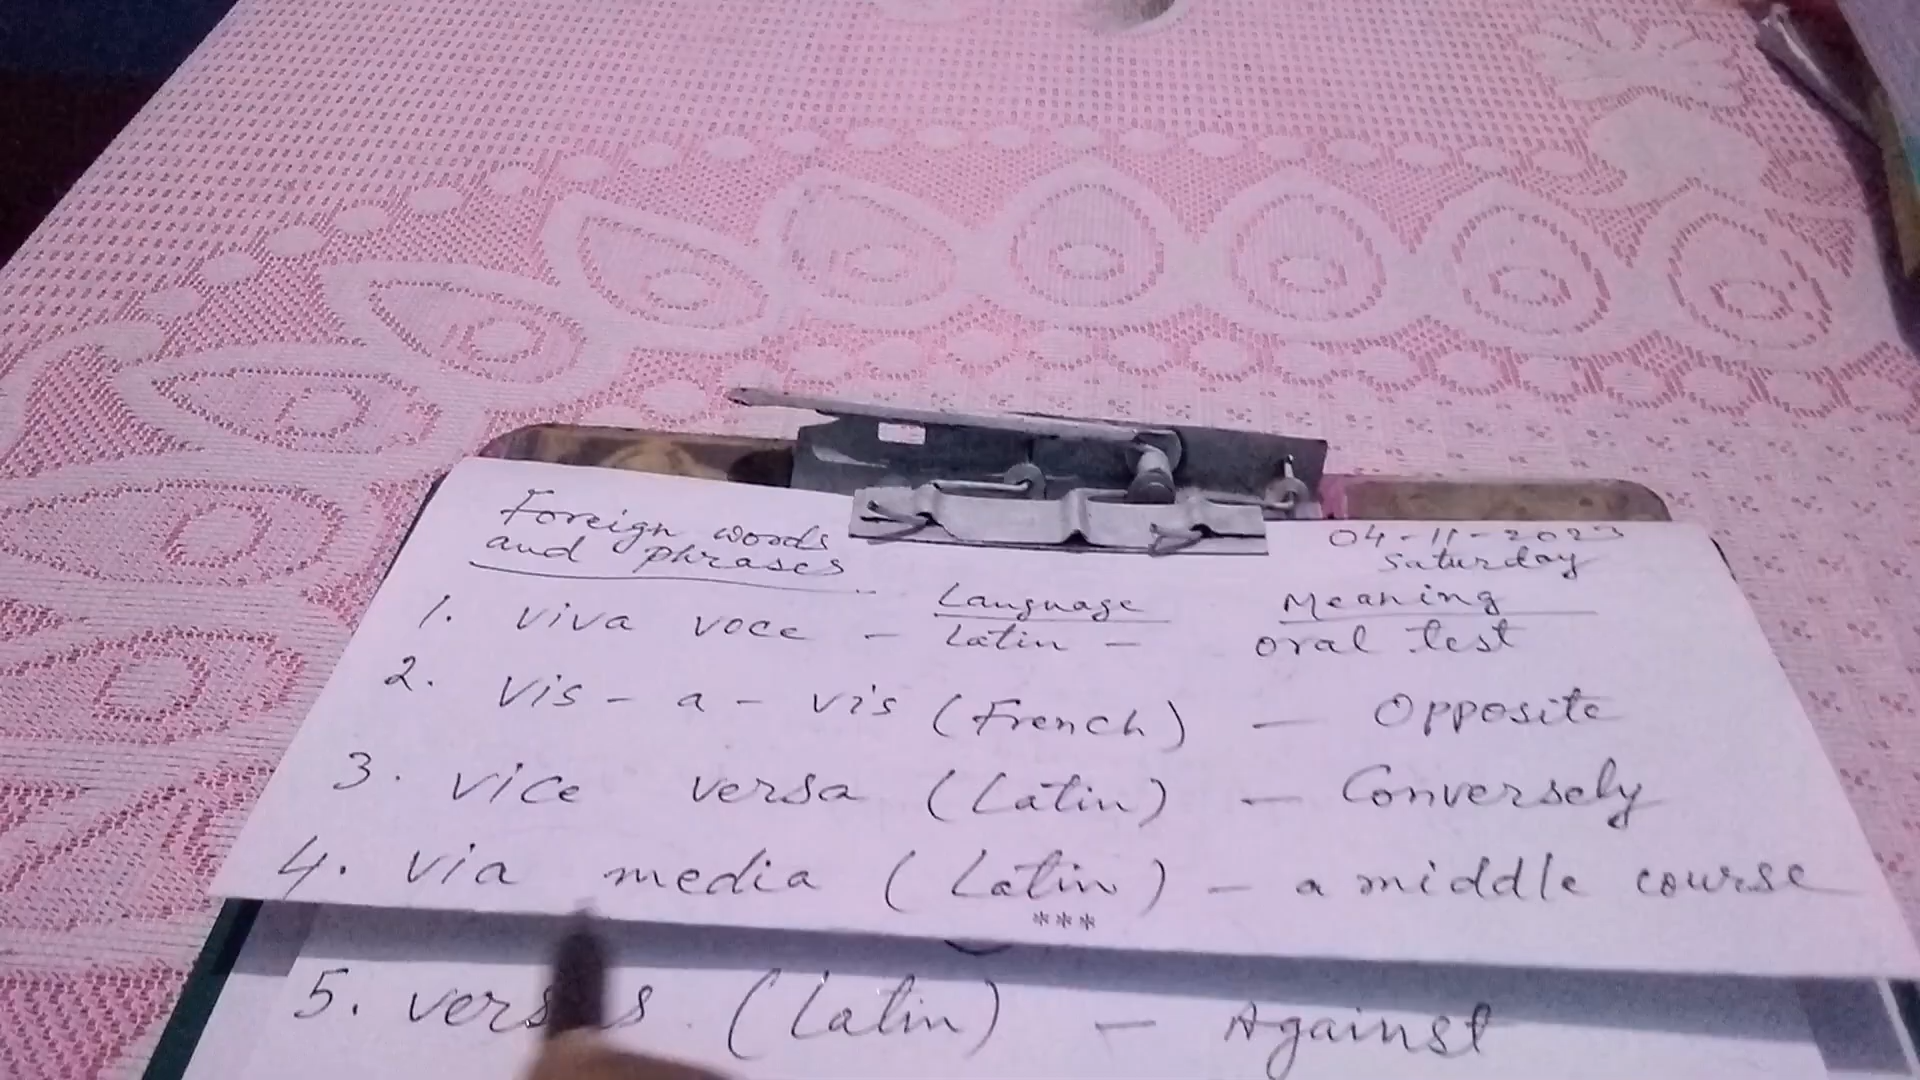 Foreign words
and phrases
04-11-2023
Saturday
Language
Meaning
1. viva voce - Latin - oral test
2. vis-a-vis (French) - Opposite
3. vice versa (Latin) - Conversely
4. via media (Latin) - a middle course
***
5. versus (Latin) - Against